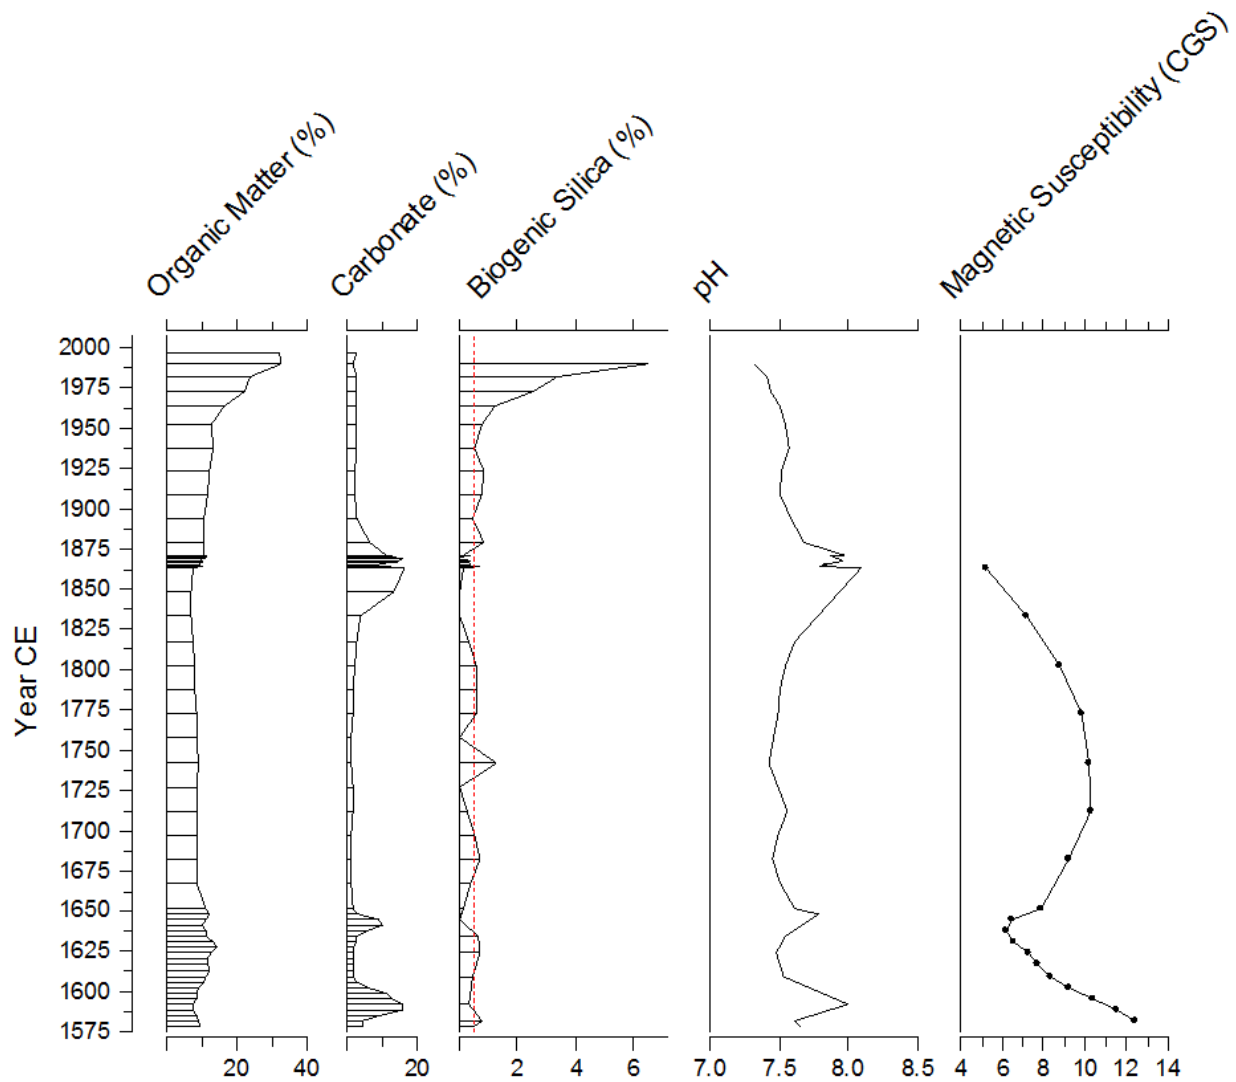 Organic Matter (%)
Carbonate (%)
Biogenic Silica (%)
pH
Magnetic Susceptibility (CGS)
Year CE
2000
1975
1950
1925
1900
1875
1850
1825
1800
1775
1750
1725
1700
1675
1650
1625
1600
1575
20 40 20 2 4 6 7.0 7.5 8.0 8.5 4 6 8 10 12 14